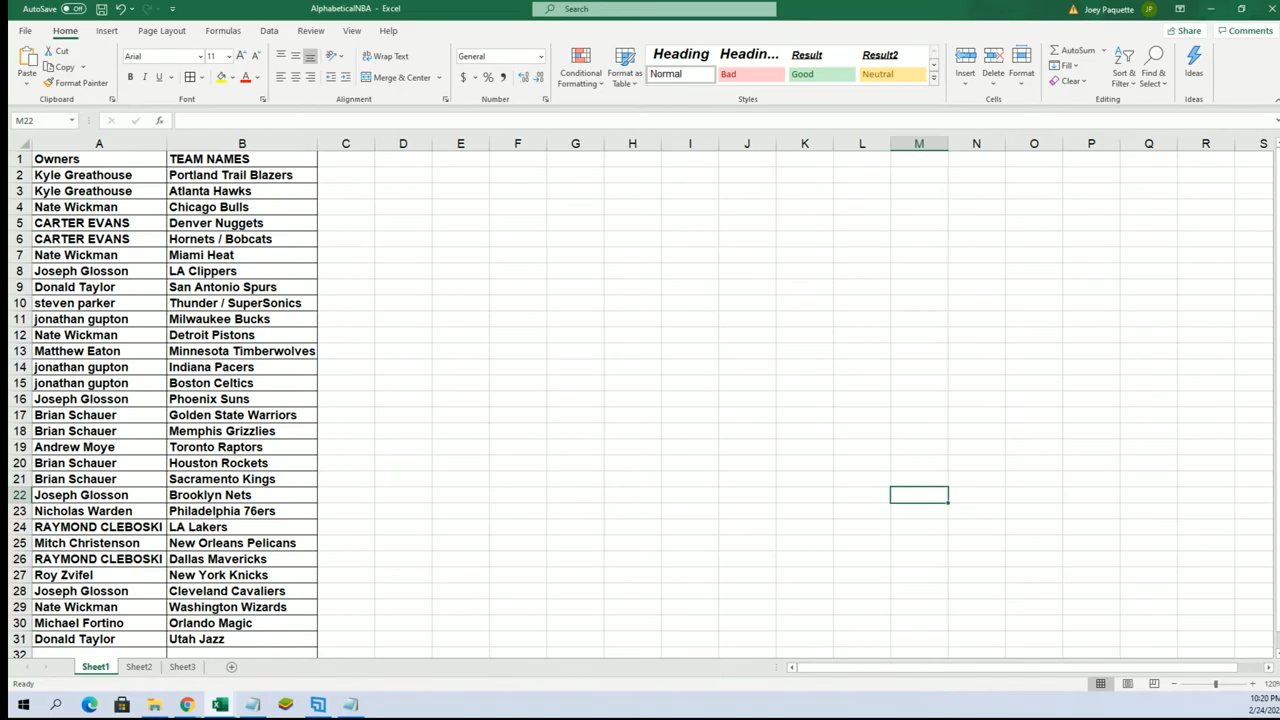 AutoSave Off AlphabeticalNBA - Excel Search Joey Paquette JP
File Home Insert Page Layout Formulas Data Review View Help Share Comments
Cut Arial 11 Wrap Text General Heading Headin... Result Result2 AutoSum
Copy Fill
Paste Format Painter B I U Merge & Center $ % Conditional Formatting Format as Table Normal Bad Good Neutral Insert Delete Format Clear Sort & Filter Find & Select Ideas
Clipboard Font Alignment Number Styles Cells Editing Ideas
M22 fx
A B C D E F G H I J K L M N O P Q R S
1 Owners TEAM NAMES
2 Kyle Greathouse Portland Trail Blazers
3 Kyle Greathouse Atlanta Hawks
4 Nate Wickman Chicago Bulls
5 CARTER EVANS Denver Nuggets
6 CARTER EVANS Hornets / Bobcats
7 Nate Wickman Miami Heat
8 Joseph Glosson LA Clippers
9 Donald Taylor San Antonio Spurs
10 steven parker Thunder / SuperSonics
11 jonathan gupton Milwaukee Bucks
12 Nate Wickman Detroit Pistons
13 Matthew Eaton Minnesota Timberwolves
14 jonathan gupton Indiana Pacers
15 jonathan gupton Boston Celtics
16 Joseph Glosson Phoenix Suns
17 Brian Schauer Golden State Warriors
18 Brian Schauer Memphis Grizzlies
19 Andrew Moye Toronto Raptors
20 Brian Schauer Houston Rockets
21 Brian Schauer Sacramento Kings
22 Joseph Glosson Brooklyn Nets
23 Nicholas Warden Philadelphia 76ers
24 RAYMOND CLEBOSKI LA Lakers
25 Mitch Christenson New Orleans Pelicans
26 RAYMOND CLEBOSKI Dallas Mavericks
27 Roy Zvifel New York Knicks
28 Joseph Glosson Cleveland Cavaliers
29 Nate Wickman Washington Wizards
30 Michael Fortino Orlando Magic
31 Donald Taylor Utah Jazz
32
Sheet1 Sheet2 Sheet3
Ready 120%
10:20 PM
2/24/202